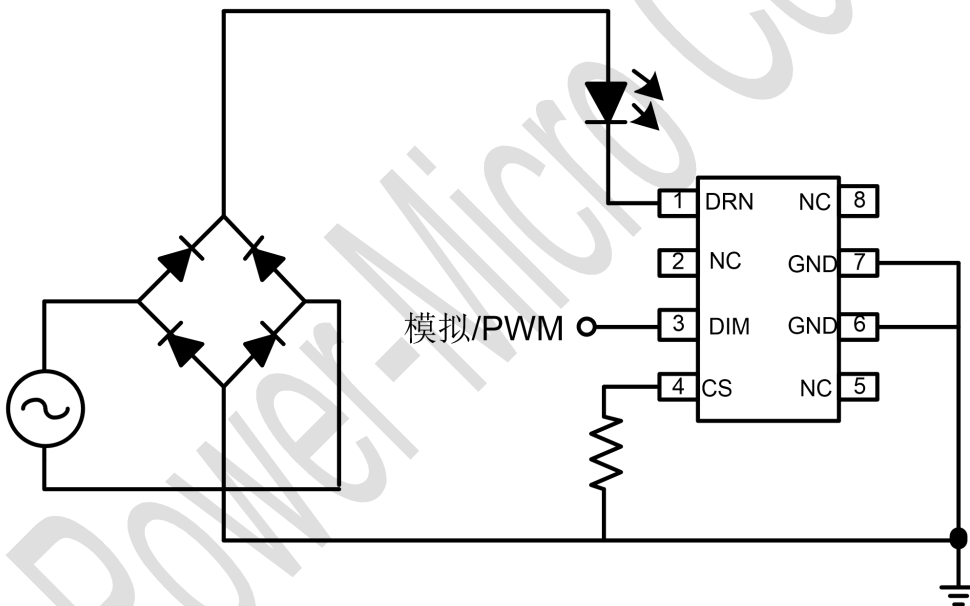 1 DRN NC 8
2 NC GND 7
模拟/PWM 3 DIM GND 6
4 CS NC 5
Power-Micro Co